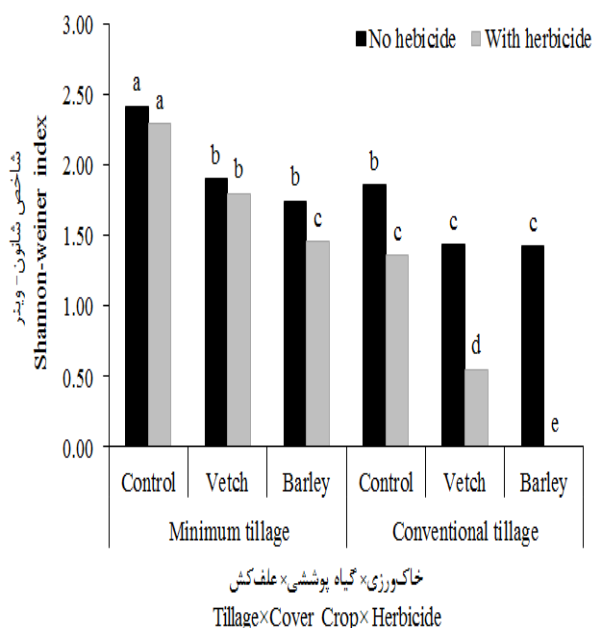 3.00
2.50
2.00
1.50
1.00
0.50
0.00
شاخص شانون- وینر
Shannon-weiner index
No hebicide With herbicide
a a b b b c b c c d c e
Control Vetch Barley Control Vetch Barley
Minimum tillage Conventional tillage
خاک‌ورزی× گیاه پوششی× علف‌کش
Tillage×Cover Crop×Herbicide